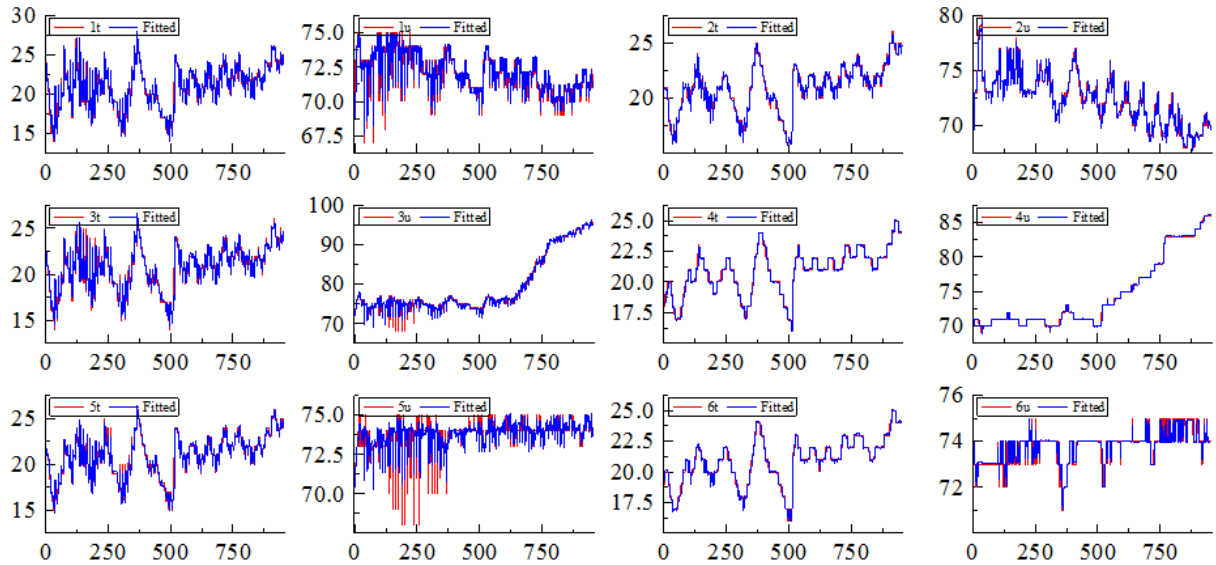 30 1t Fitted 25 20 15 0 250 500 750
75.0 1u Fitted 72.5 70.0 67.5 0 250 500 750
25 2t Fitted 20 0 250 500 750
80 2u Fitted 75 70 0 250 500 750
25 3t Fitted 20 15 0 250 500 750
100 3u Fitted 90 80 70 0 250 500 750
25.0 4t Fitted 22.5 20.0 17.5 0 250 500 750
85 4u Fitted 80 75 70 0 250 500 750
25 5t Fitted 20 15 0 250 500 750
75.0 5u Fitted 72.5 70.0 0 250 500 750
25.0 6t Fitted 22.5 20.0 17.5 0 250 500 750
76 6u Fitted 74 72 0 250 500 750